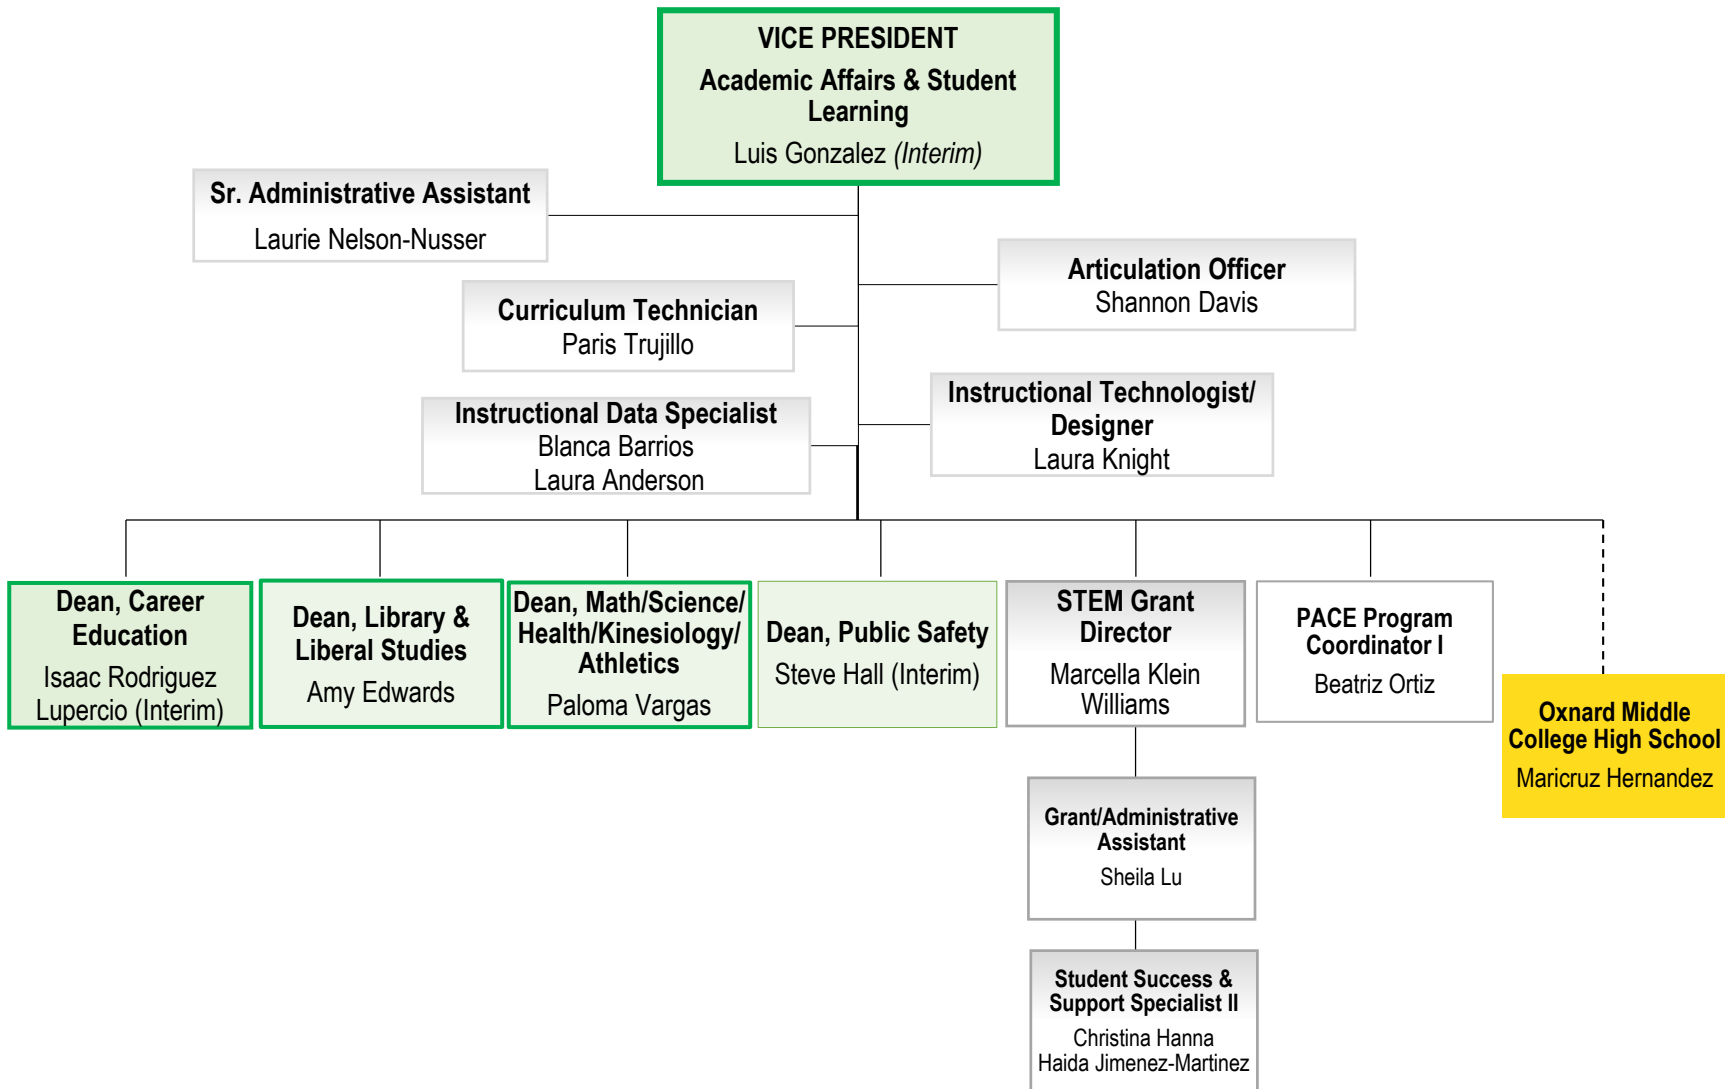 VICE PRESIDENT
Academic Affairs & Student
Learning
Luis Gonzalez (Interim)
Sr. Administrative Assistant
Laurie Nelson-Nusser
Articulation Officer
Shannon Davis
Curriculum Technician
Paris Trujillo
Instructional Technologist/
Designer
Laura Knight
Instructional Data Specialist
Blanca Barrios
Laura Anderson
Dean, Career
Education
Isaac Rodriguez
Lupercio (Interim)
Dean, Library &
Liberal Studies
Amy Edwards
Dean, Math/Science/
Health/Kinesiology/
Athletics
Paloma Vargas
Dean, Public Safety
Steve Hall (Interim)
STEM Grant
Director
Marcella Klein
Williams
PACE Program
Coordinator I
Beatriz Ortiz
Oxnard Middle
College High School
Maricruz Hernandez
Grant/Administrative
Assistant
Sheila Lu
Student Success &
Support Specialist II
Christina Hanna
Haida Jimenez-Martinez